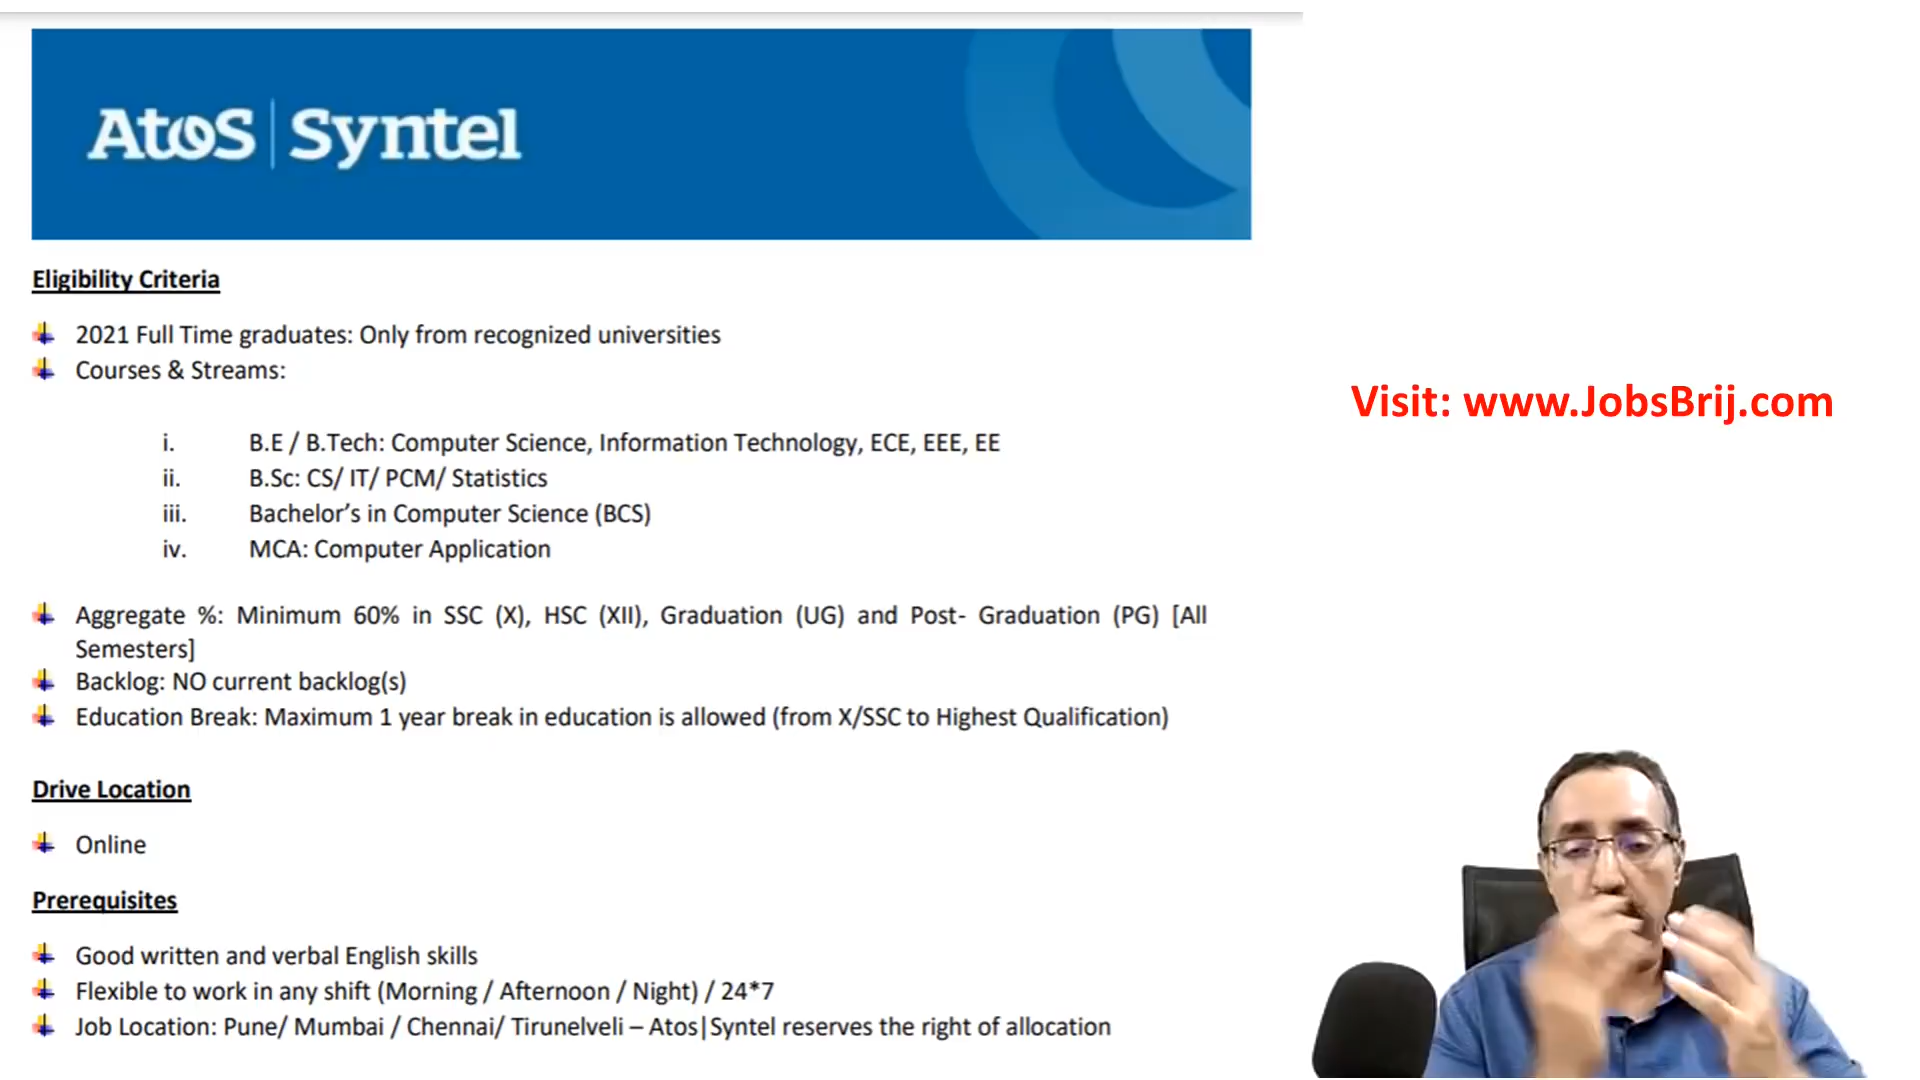 Atos | Syntel
Eligibility Criteria
2021 Full Time graduates: Only from recognized universities
Courses & Streams:
Visit: www.JobsBrij.com
i. B.E / B.Tech: Computer Science, Information Technology, ECE, EEE, EE
ii. B.Sc: CS/ IT/ PCM/ Statistics
iii. Bachelor’s in Computer Science (BCS)
iv. MCA: Computer Application
Aggregate %: Minimum 60% in SSC (X), HSC (XII), Graduation (UG) and Post- Graduation (PG) [All
Semesters]
Backlog: NO current backlog(s)
Education Break: Maximum 1 year break in education is allowed (from X/SSC to Highest Qualification)
Drive Location
Online
Prerequisites
Good written and verbal English skills
Flexible to work in any shift (Morning / Afternoon / Night) / 24*7
Job Location: Pune/ Mumbai / Chennai/ Tirunelveli – Atos|Syntel reserves the right of allocation